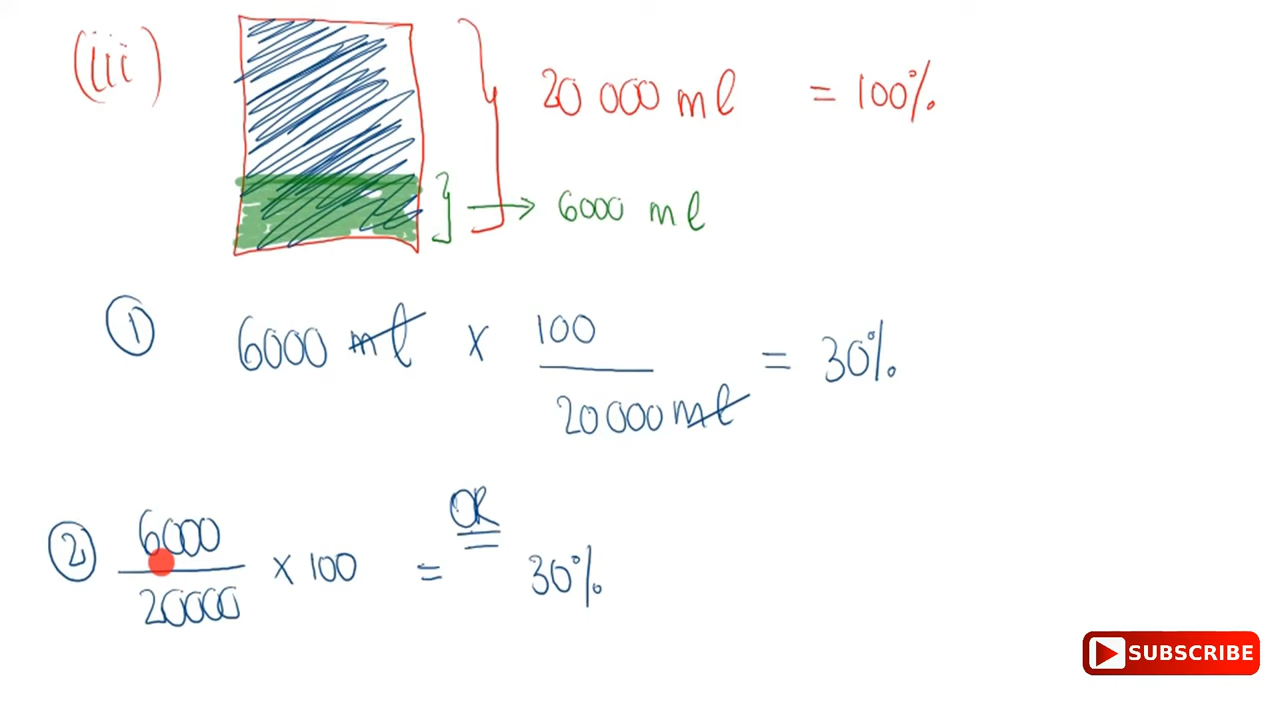 (iii)
20 000 ml = 100%
6000 ml
① 6000 ml x 100
20 000 ml = 30%
OR
② 6000
20000 x 100 = 30%
SUBSCRIBE